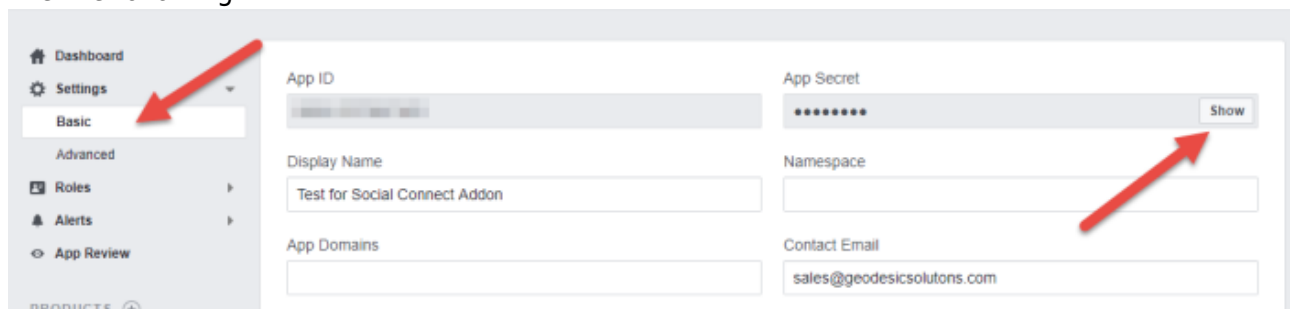 Dashboard
Settings
Basic
Advanced
Roles
Alerts
App Review
PRODUCTS
App ID
App Secret
●●●●●●●●
Show
Display Name
Namespace
Test for Social Connect Addon
App Domains
Contact Email
sales@geodesicsolutons.com